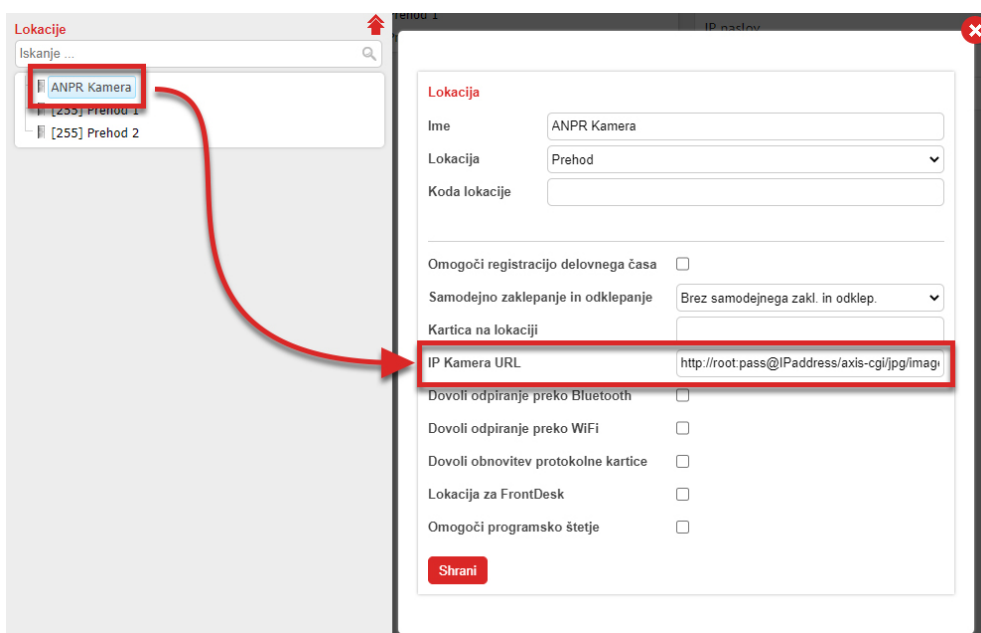 Lokacije
Iskanje ...
ANPR Kamera
[255] Prehod 1
[255] Prehod 2
IP naslov
Lokacija
Ime ANPR Kamera
Lokacija Prehod
Koda lokacije
Omogoči registracijo delovnega časa
Samodejno zaklepanje in odklepanje Brez samodejnega zakl. in odklep.
Kartica na lokaciji
IP Kamera URL http://root:pass@IPaddress/axis-cgi/jpg/image
Dovoli odpiranje preko Bluetooth
Dovoli odpiranje preko WiFi
Dovoli obnovitev protokolne kartice
Lokacija za FrontDesk
Omogoči programsko štetje
Shrani